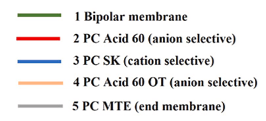 1 Bipolar membrane
2 PC Acid 60 (anion selective)
3 PC SK (cation selective)
4 PC Acid 60 OT (anion selective)
5 PC MTE (end membrane)